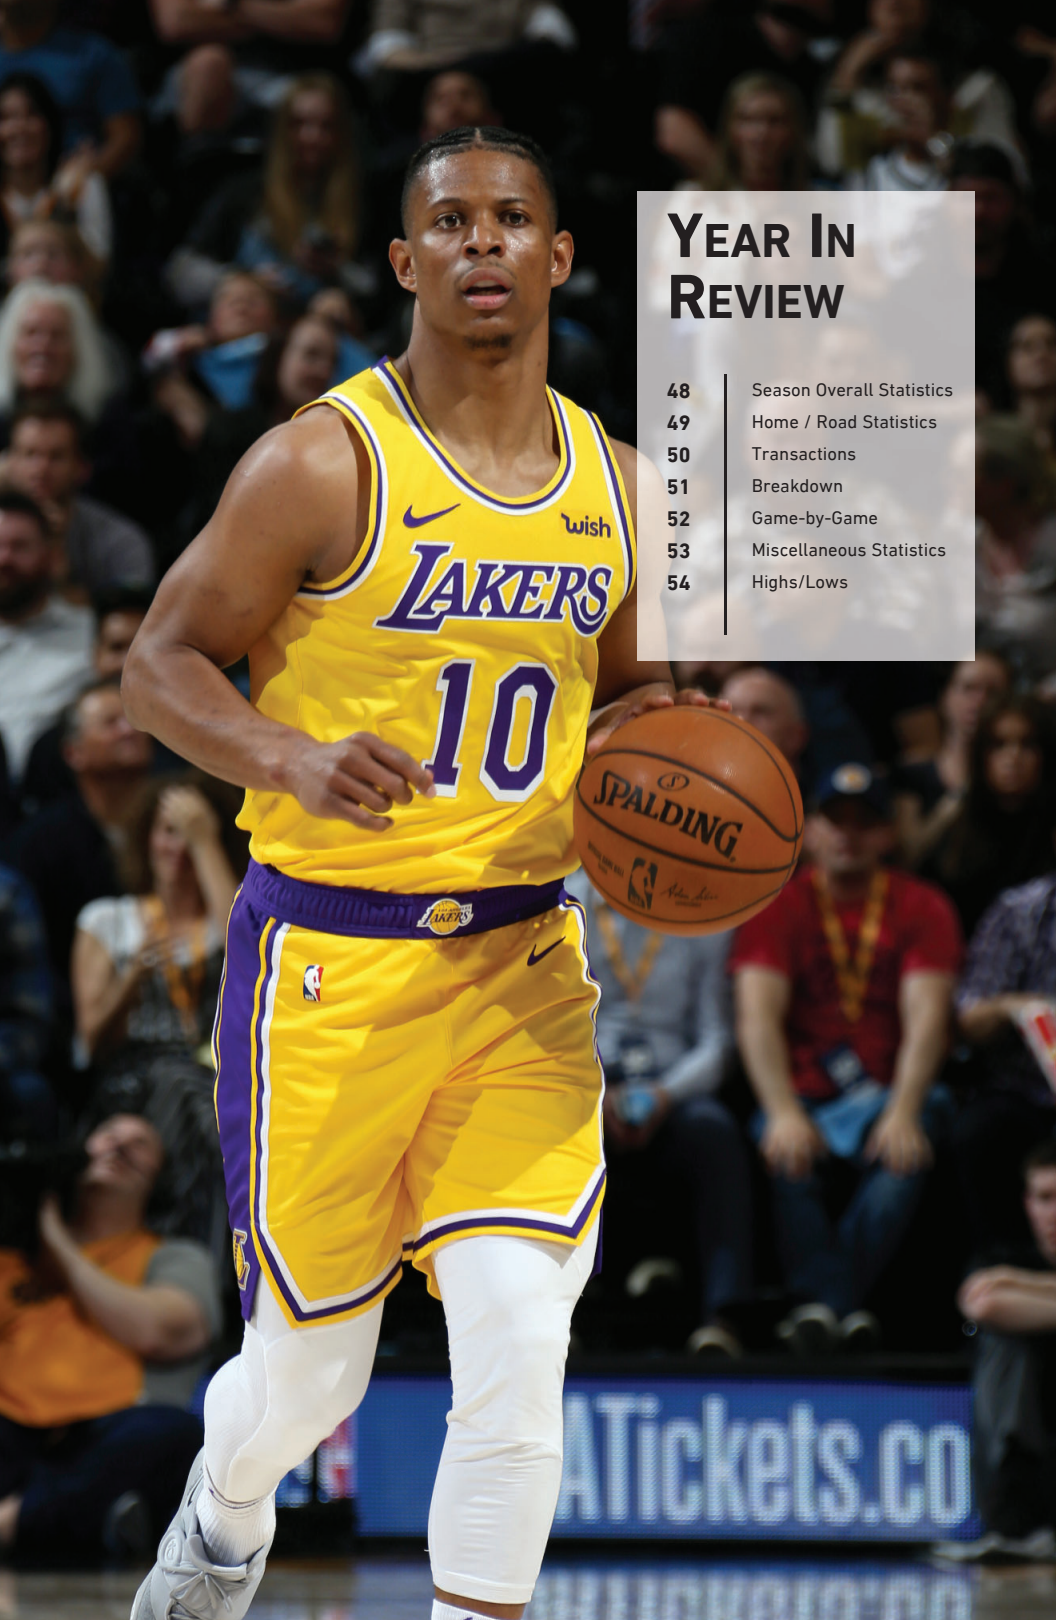 YEAR IN
REVIEW
48 Season Overall Statistics
49 Home / Road Statistics
50 Transactions
51 Breakdown
52 Game-by-Game
53 Miscellaneous Statistics
54 Highs/Lows
wish
LAKERS
10
SPALDING
LAKERS
ATickets.co